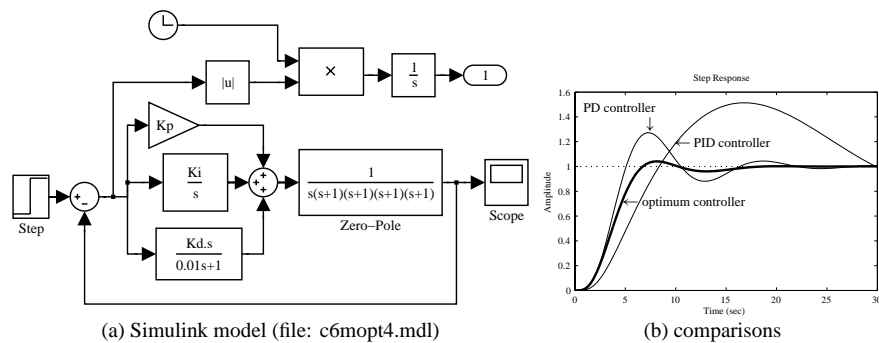 |u|
×
1
s
1
Kp
Ki
s
Kd.s
0.01s+1
+
−
+
+
+
1
s(s+1)(s+1)(s+1)(s+1)
Zero−Pole
Step
Scope
(a) Simulink model (file: c6mopt4.mdl)
Step Response
PD controller
PID controller
optimum controller
Amplitude
1.6
1.4
1.2
1
0.8
0.6
0.4
0.2
0
0 5 10 15 20 25 30
Time (sec)
(b) comparisons